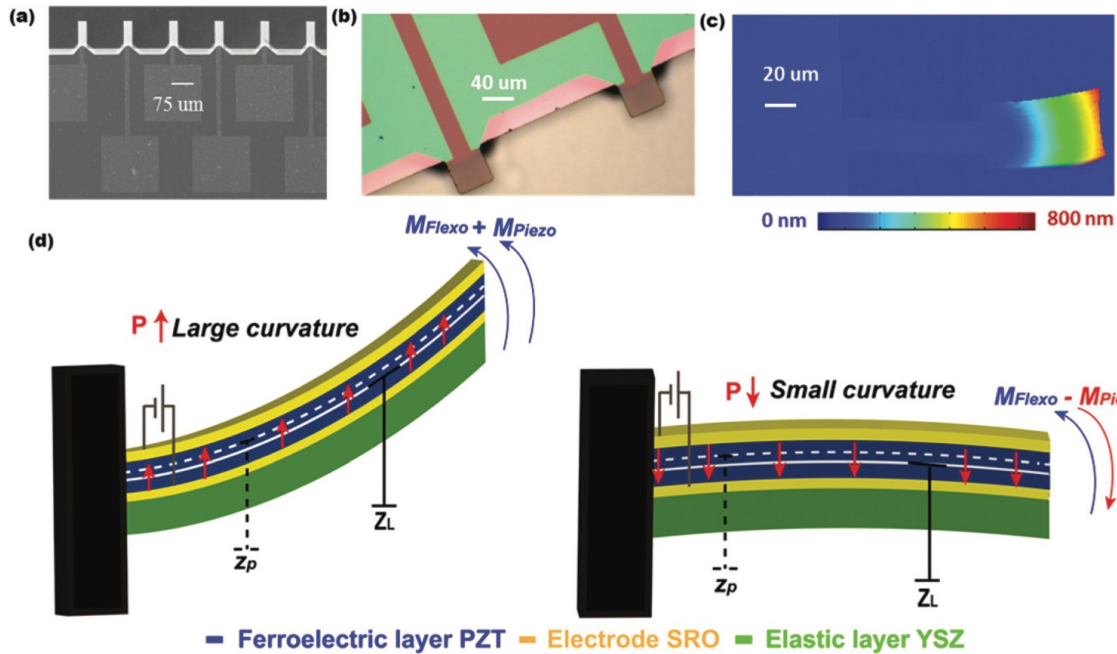 (a)
75 um
(b)
40 um
(c)
20 um
0 nm 800 nm
(d)
MFlexo + MPiezo
P Large curvature
ZL
zp
P Small curvature
MFlexo - MPi
zp
ZL
Ferroelectric layer PZT Electrode SRO Elastic layer YSZ